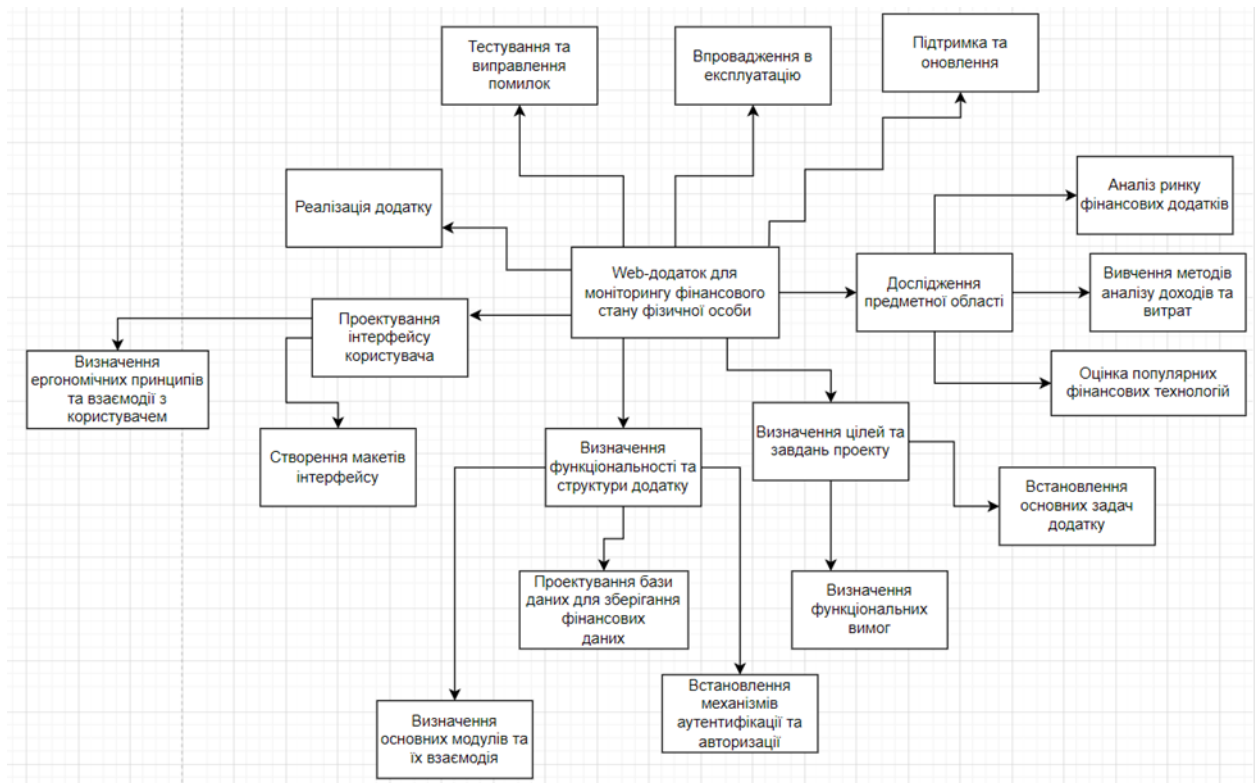 Тестування та
виправлення
помилок
Впровадження в
експлуатацію
Підтримка та
оновлення
Реалізація додатку
Аналіз ринку
фінансових додатків
Web-додаток для
моніторингу фінансового
стану фізичної особи
Дослідження
предметної області
Вивчення методів
аналізу доходів та
витрат
Проектування
інтерфейсу
користувача
Визначення
ергономічних принципів
та взаємодії з
користувачем
Оцінка популярних
фінансових технологій
Створення макетів
інтерфейсу
Визначення
функціональності та
структури додатку
Визначення цілей та
завдань проекту
Встановлення
основних задач
додатку
Проектування бази
даних для зберігання
фінансових
даних
Визначення
функціональних
вимог
Визначення
основних модулів та
їх взаємодія
Встановлення
механізмів
аутентифікації та
авторизації